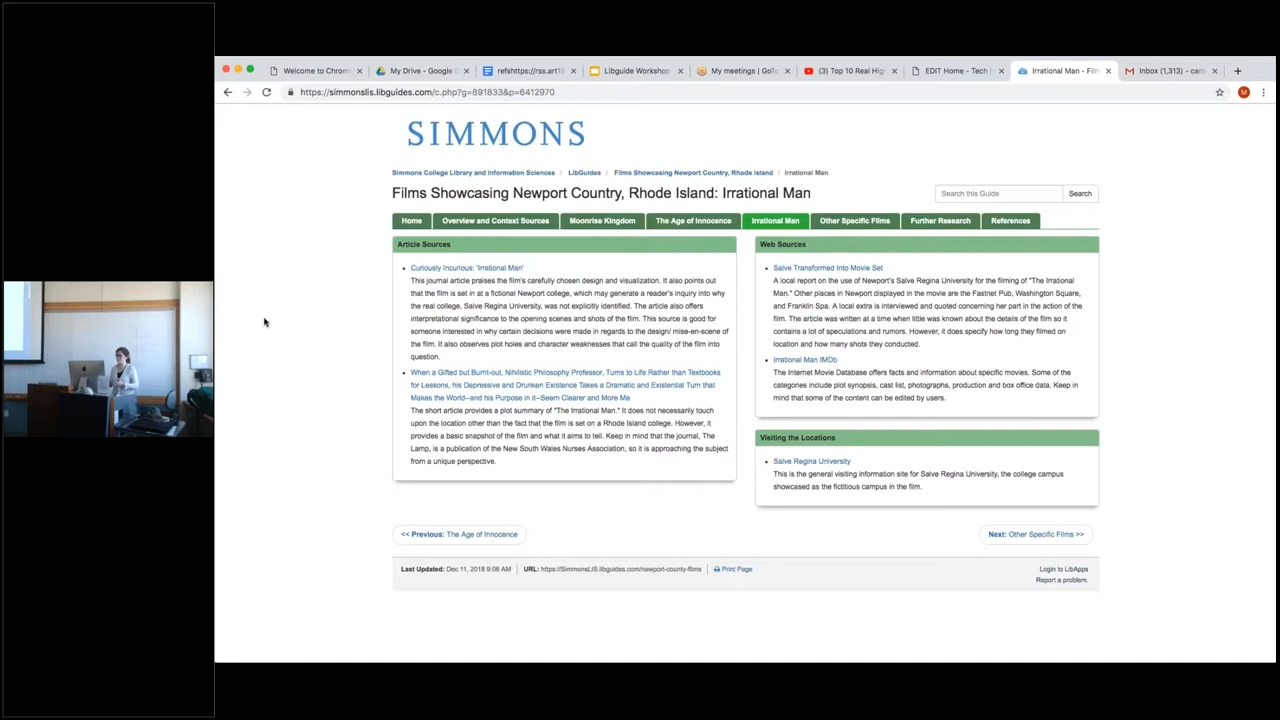 Welcome to Chrom
My Drive - Google D
refshttps://rss.art19
Libguide Workshop
My meetings | GoTo
(3) Top 10 Real Hig
EDIT Home - Tech
Irrational Man - Film
Inbox (1,313) - carl
https://simmonslis.libguides.com/c.php?g=891833&p=6412970
M
SIMMONS
Simmons College Library and Information Sciences / LibGuides / Films Showcasing Newport Country, Rhode Island / Irrational Man
Films Showcasing Newport Country, Rhode Island: Irrational Man
Search this Guide
Search
Home
Overview and Context Sources
Moonrise Kingdom
The Age of Innocence
Irrational Man
Other Specific Films
Further Research
References
Article Sources
Curiously Incurious: 'Irrational Man'
This journal article praises the film's carefully chosen design and visualization. It also points out
that the film is set in at a fictional Newport college, which may generate a reader's inquiry into why
the real college, Salve Regina University, was not explicitly identified. The article also offers
interpretational significance to the opening scenes and shots of the film. This source is good for
someone interested in why certain decisions were made in regards to the design/ mise-en-scene
of the film. It also observes plot holes and character weaknesses that call the quality of the film into
question.
When a Gifted but Burnt-out, Nihilistic Philosophy Professor, Turns to Life Rather than Textbooks
for Lessons, his Depressive and Drunken Existence Takes a Dramatic and Existential Turn that
Makes the World--and his Purpose in it--Seem Clearer and More Me
The short article provides a plot summary of "The Irrational Man." It does not necessarily touch
upon the location other than the fact that the film is set on a Rhode Island college. However, it
provides a basic snapshot of the film and what it aims to tell. Keep in mind that the journal, The
Lamp, is a publication of the New South Wales Nurses Association, so it is approaching the subject
from a unique perspective.
Web Sources
Salve Transformed Into Movie Set
A local report on the use of Newport's Salve Regina University for the filming of "The Irrational
Man." Other places in Newport displayed in the movie are the Fastnet Pub, Washington Square,
and Franklin Spa. A local extra is interviewed and quoted concerning her part in the action of the
film. The article was written at a time when little was known about the details of the film so it
contains a lot of speculations and rumors. However, it does specify how long they filmed on
location and how many shots they conducted.
Irrational Man IMDb
The Internet Movie Database offers facts and information about specific movies. Some of the
categories include plot synopsis, cast list, photographs, production and box office data. Keep in
mind that some of the content can be edited by users.
Visiting the Locations
Salve Regina University
This is the general visiting information site for Salve Regina University, the college campus
showcased as the fictitious campus in the film.
<< Previous: The Age of Innocence
Next: Other Specific Films >>
Last Updated: Dec 11, 2018 9:08 AM
URL: https://SimmonsLIS.libguides.com/newport-county-films
Print Page
Login to LibApps
Report a problem.